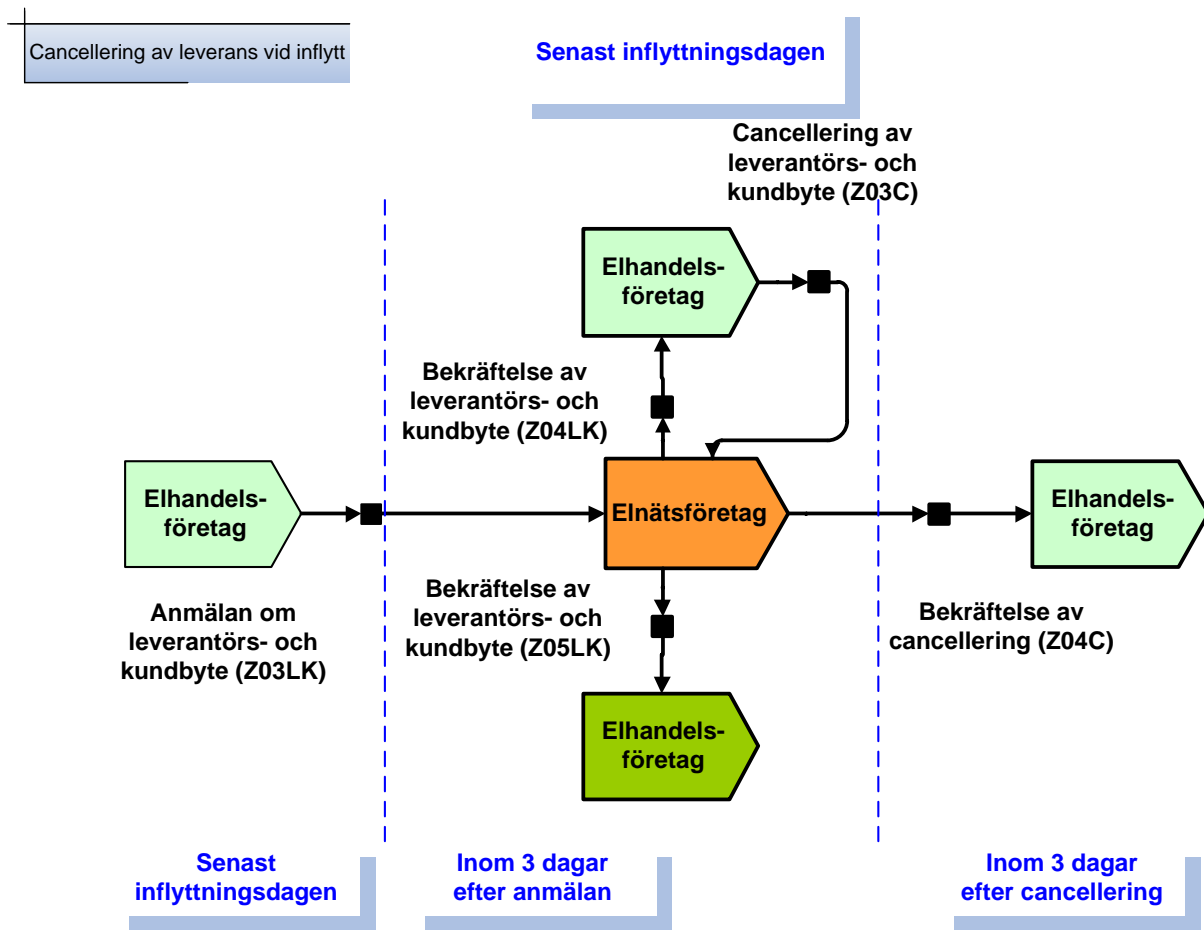 Cancellering av leverans vid inflytt
Senast inflyttningsdagen
Cancellering av
leverantörs- och
kundbyte (Z03C)
Elhandels-
företag
Bekräftelse av
leverantörs- och
kundbyte (Z04LK)
Elhandels-
företag
Elnätsföretag
Elhandels-
företag
Anmälan om
leverantörs- och
kundbyte (Z03LK)
Bekräftelse av
leverantörs- och
kundbyte (Z05LK)
Bekräftelse av
cancellering (Z04C)
Elhandels-
företag
Senast
inflyttningsdagen
Inom 3 dagar
efter anmälan
Inom 3 dagar
efter cancellering